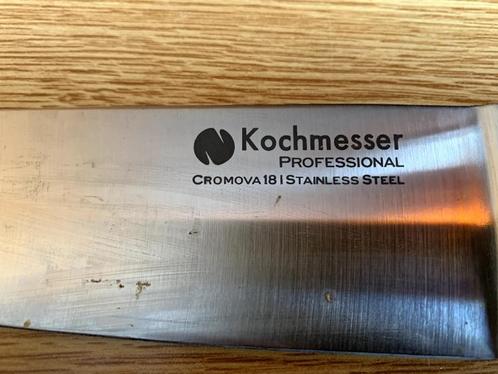 Kochmesser
PROFESSIONAL
CROMOVA 18 | STAINLESS STEEL